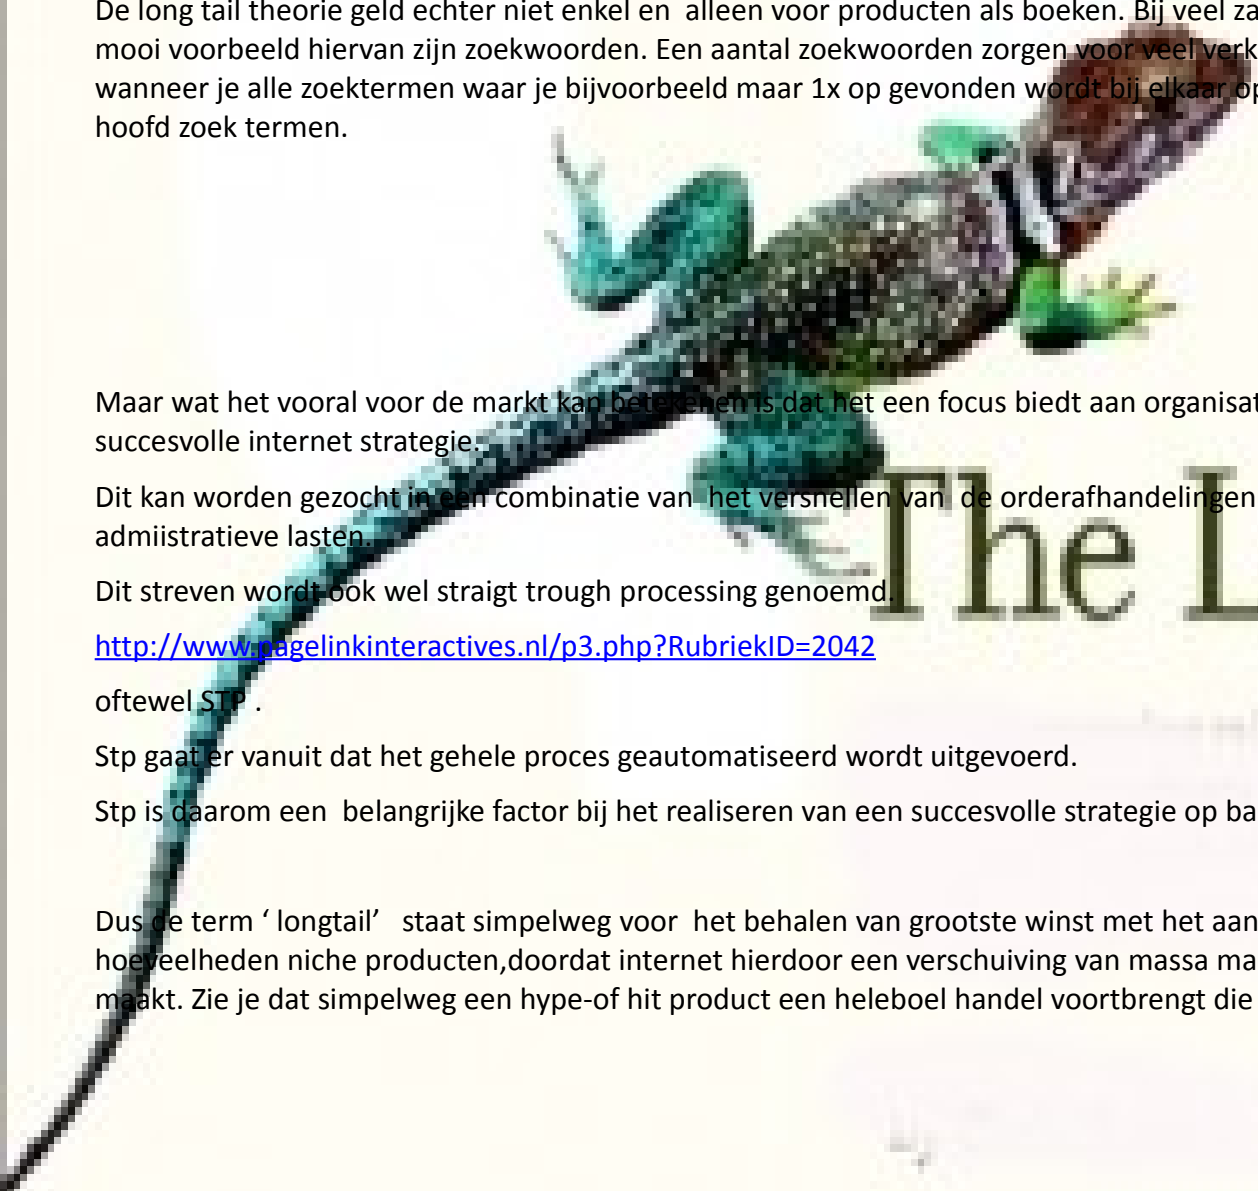 De long tail theorie geld echter niet enkel en  alleen voor producten als boeken. Bij veel za
mooi voorbeeld hiervan zijn zoekwoorden. Een aantal zoekwoorden zorgen voor veel verk
wanneer je alle zoektermen waar je bijvoorbeeld maar 1x op gevonden wordt bij elkaar op
hoofd zoek termen.
Maar wat het vooral voor de markt kan betekenen is dat het een focus biedt aan organisat
succesvolle internet strategie.
The L
Dit kan worden gezocht in een combinatie van  het versnellen van  de orderafhandelingen
admiistratieve lasten.
Dit streven wordt ook wel straigt trough processing genoemd.
http://www.pagelinkinteractives.nl/p3.php?RubriekID=2042
oftewel STP .
Stp gaat er vanuit dat het gehele proces geautomatiseerd wordt uitgevoerd.
Stp is daarom een  belangrijke factor bij het realiseren van een succesvolle strategie op ba
Dus de term ‘ longtail’   staat simpelweg voor  het behalen van grootste winst met het aan
hoeveelheden niche producten,doordat internet hierdoor een verschuiving van massa ma
maakt. Zie je dat simpelweg een hype-of hit product een heleboel handel voortbrengt die